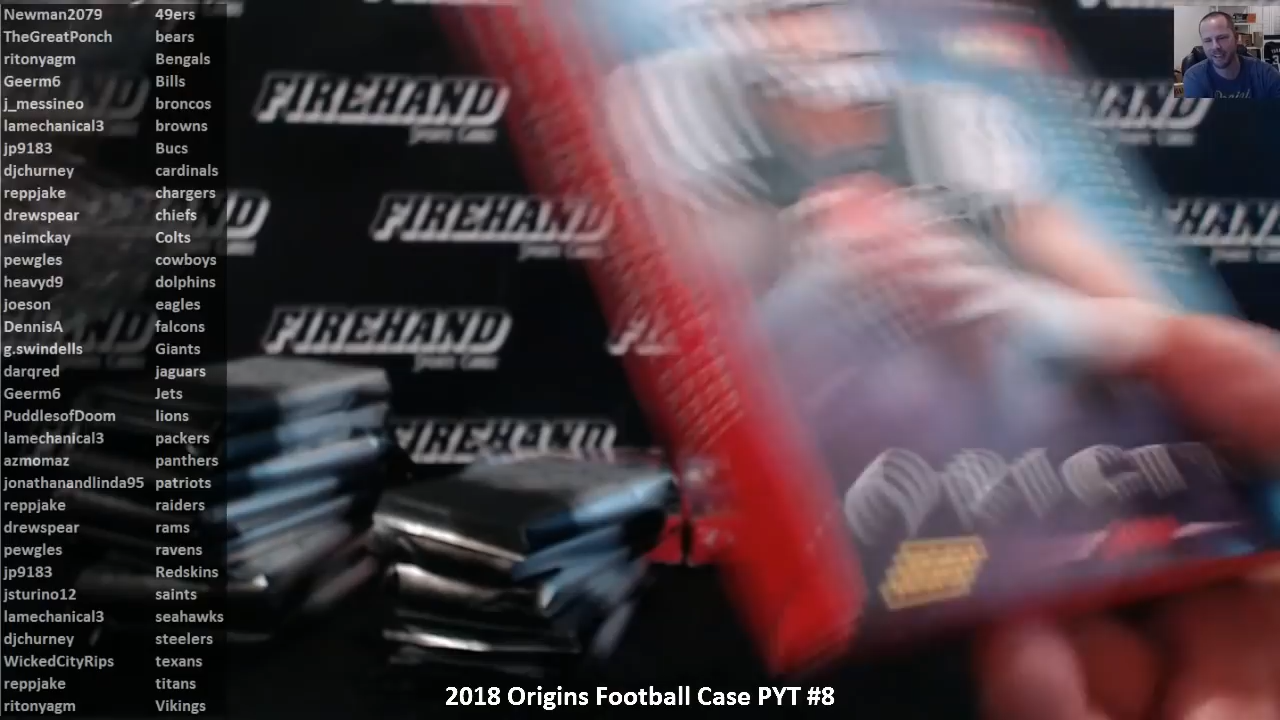 Newman2079 49ers
TheGreatPonch bears
ritonyagm Bengals
Geerm6 Bills
j_messineo broncos
lamechanical3 browns
jp9183 Bucs
djchurney cardinals
reppjake chargers
drewspear chiefs
neimckay Colts
pewgles cowboys
heavyd9 dolphins
joeson eagles
DennisA falcons
g.swindells Giants
darqred jaguars
Geerm6 Jets
PuddlesofDoom lions
lamechanical3 packers
azmomaz panthers
jonathanandlinda95 patriots
reppjake raiders
drewspear rams
pewgles ravens
jp9183 Redskins
jsturino12 saints
lamechanical3 seahawks
djchurney steelers
WickedCityRips texans
reppjake titans
ritonyagm Vikings
FIREHAND
FIREHAND
FIREHAND
FIREHAND
2018 Origins Football Case PYT #8